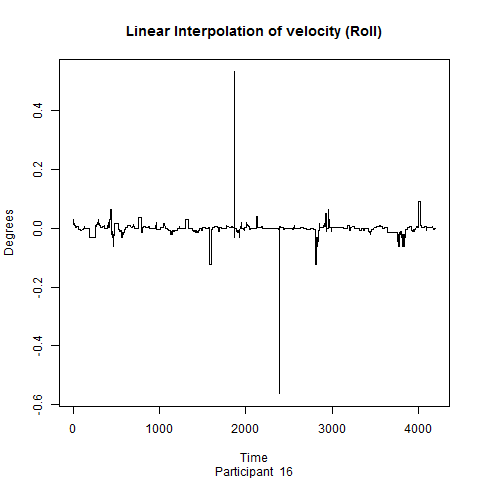 Linear Interpolation of velocity (Roll)
Degrees
0.4
0.2
0.0
-0.2
-0.4
-0.6
0 1000 2000 3000 4000
Time
Participant 16